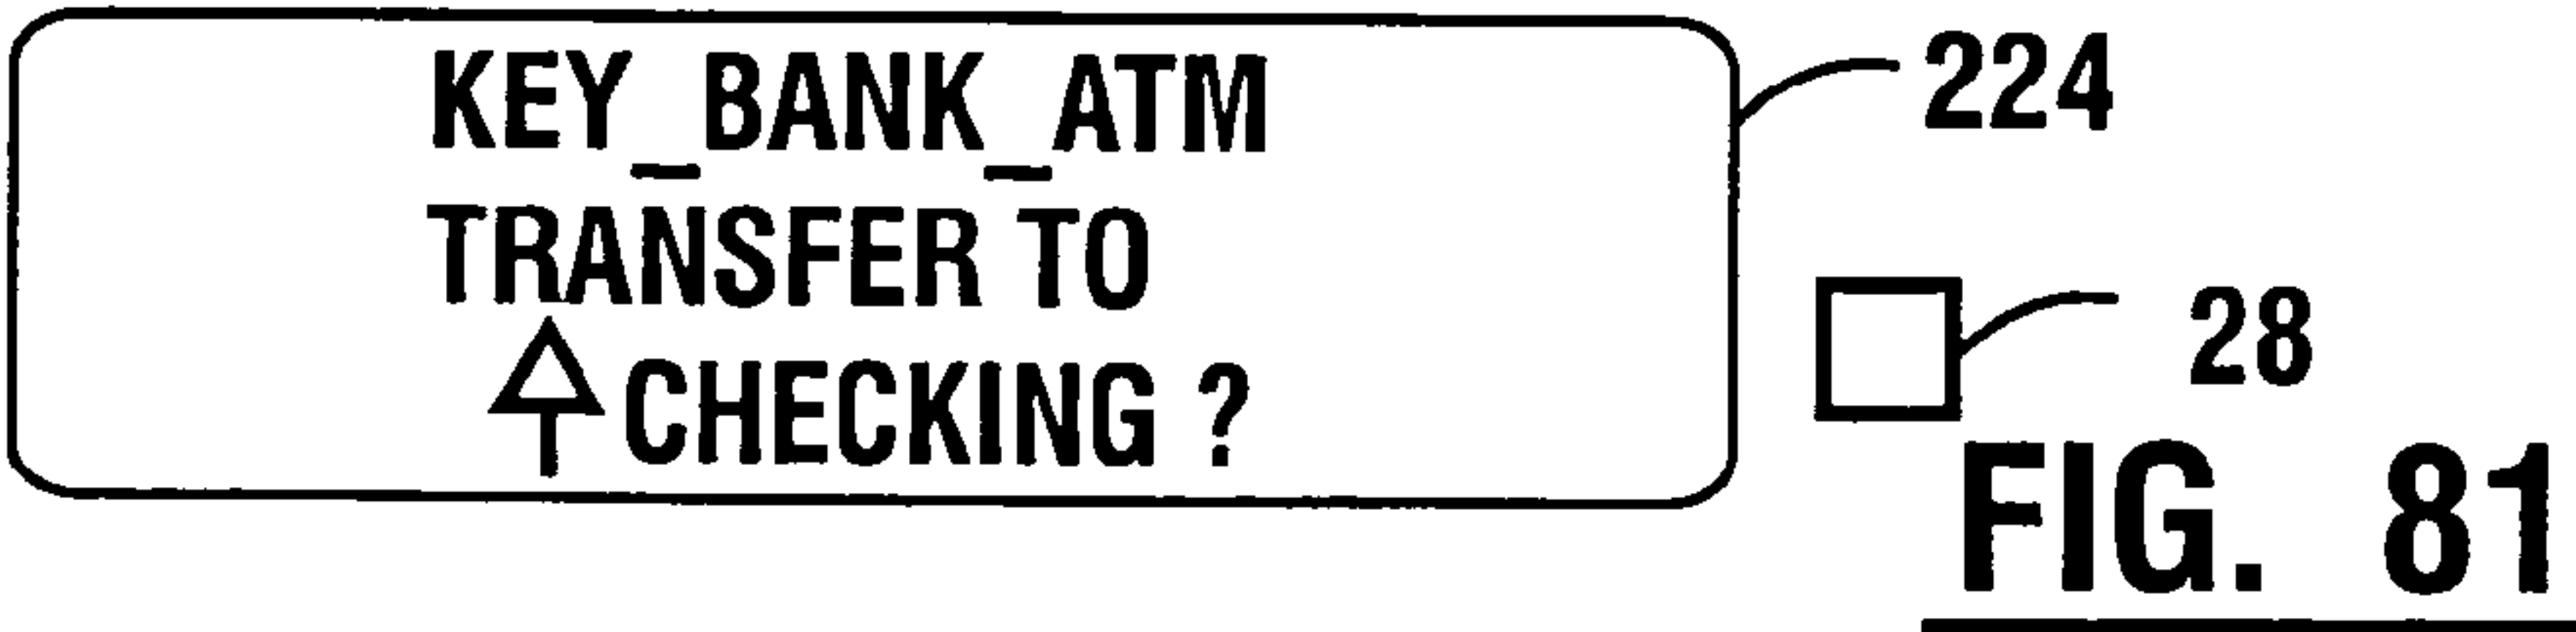 KEY_BANK_ATM
224
TRANSFER TO
28
CHECKING ?
FIG. 81